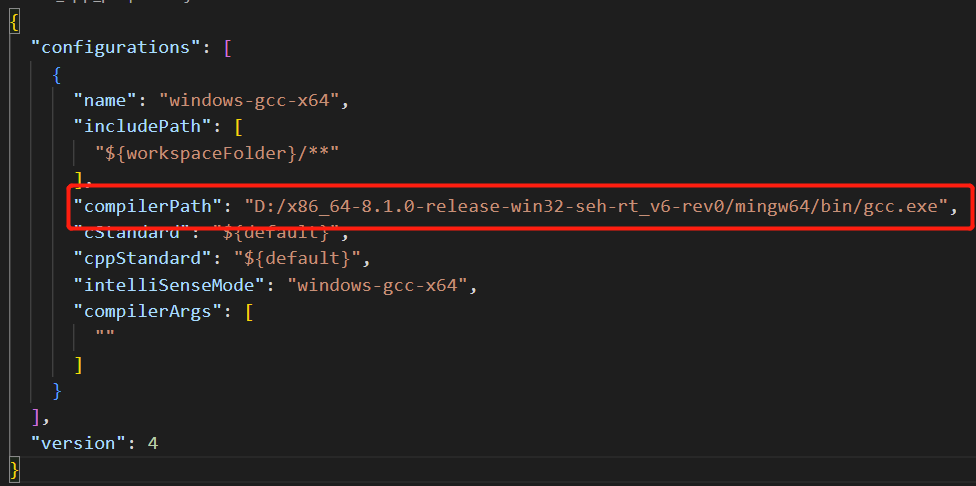 {
"configurations": [
{
"name": "windows-gcc-x64",
"includePath": [
"${workspaceFolder}/**"
],
"compilerPath": "D:/x86_64-8.1.0-release-win32-seh-rt_v6-rev0/mingw64/bin/gcc.exe",
"cStandard": "${default}",
"cppStandard": "${default}",
"intelliSenseMode": "windows-gcc-x64",
"compilerArgs": [
""
]
}
],
"version": 4
}